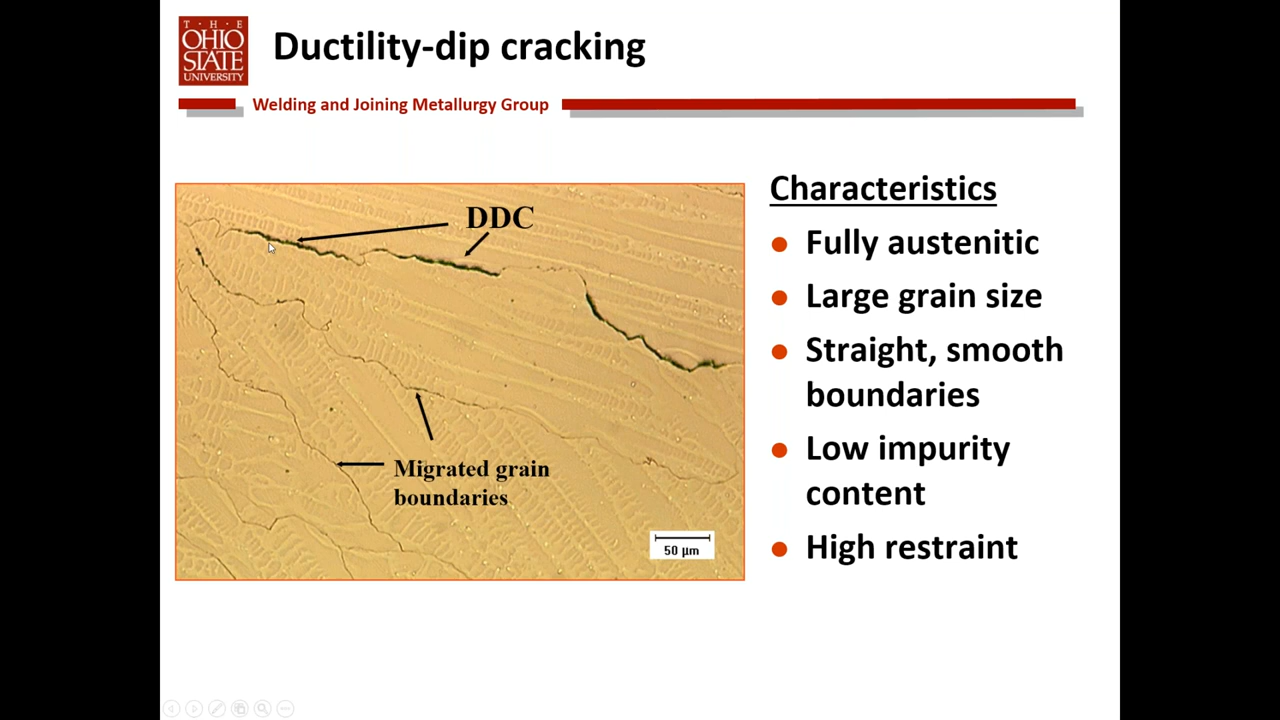 T · H · E
OHIO
STATE
UNIVERSITY
Ductility-dip cracking
Welding and Joining Metallurgy Group
DDC
Migrated grain
boundaries
50 µm
Characteristics
● Fully austenitic
● Large grain size
● Straight, smooth
boundaries
● Low impurity
content
● High restraint